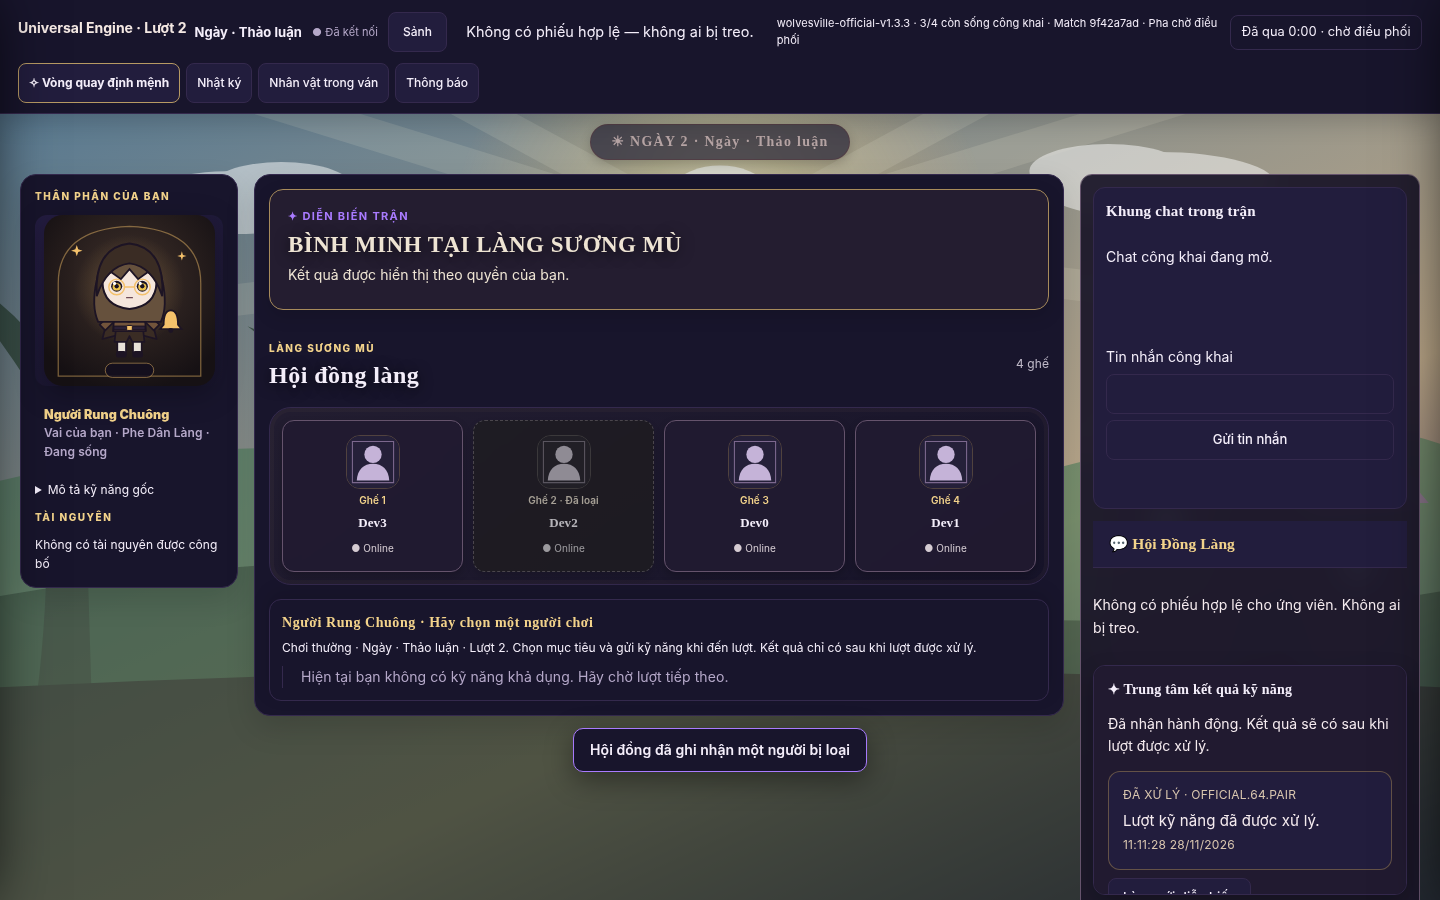 Universal Engine · Lượt 2
Ngày · Thảo luận
Đã kết nối
Sảnh
Không có phiếu hợp lệ — không ai bị treo.
wolvesville-official-v1.3.3 · 3/4 còn sống công khai · Match 9f42a7ad · Pha chờ điều
phối
Đã qua 0:00 · chờ điều phối
✧ Vòng quay định mệnh
Nhật ký
Nhân vật trong ván
Thông báo
☀ NGÀY 2 · Ngày · Thảo luận
THÂN PHẬN CỦA BẠN
Người Rung Chuông
Vai của bạn · Phe Dân Làng ·
Đang sống
Mô tả kỹ năng gốc
TÀI NGUYÊN
Không có tài nguyên được công
bố
✦ DIỄN BIẾN TRẬN
BÌNH MINH TẠI LÀNG SƯƠNG MÙ
Kết quả được hiển thị theo quyền của bạn.
LÀNG SƯƠNG MÙ
Hội đồng làng
4 ghế
Ghế 1
Dev3
Online
Ghế 2 · Đã loại
Dev2
Online
Ghế 3
Dev0
Online
Ghế 4
Dev1
Online
Người Rung Chuông · Hãy chọn một người chơi
Chơi thường · Ngày · Thảo luận · Lượt 2. Chọn mục tiêu và gửi kỹ năng khi đến lượt. Kết quả chỉ có sau khi lượt được xử lý.
Hiện tại bạn không có kỹ năng khả dụng. Hãy chờ lượt tiếp theo.
Hội đồng đã ghi nhận một người bị loại
Khung chat trong trận
Chat công khai đang mở.
Tin nhắn công khai
Gửi tin nhắn
💬 Hội Đồng Làng
Không có phiếu hợp lệ cho ứng viên. Không ai
bị treo.
✦ Trung tâm kết quả kỹ năng
Đã nhận hành động. Kết quả sẽ có sau khi
lượt được xử lý.
ĐÃ XỬ LÝ · OFFICIAL.64.PAIR
Lượt kỹ năng đã được xử lý.
11:11:28 28/11/2026